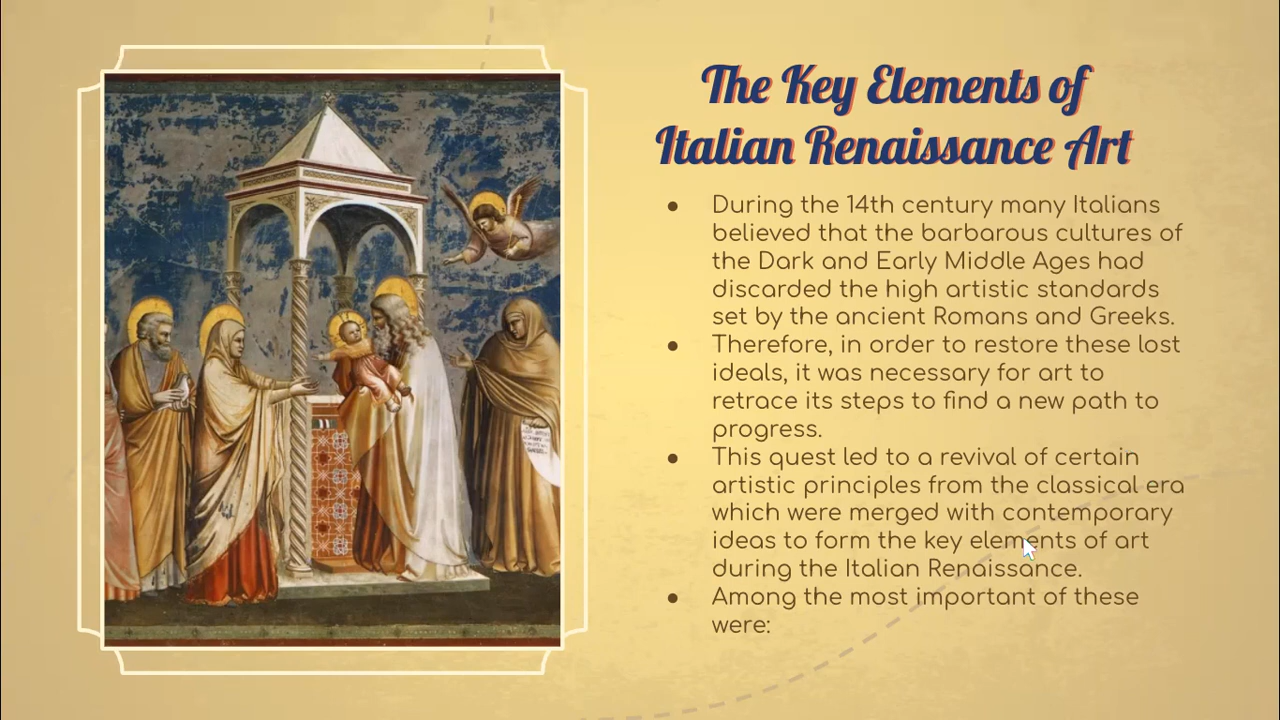 The Key Elements of
Italian Renaissance Art
● During the 14th century many Italians
believed that the barbarous cultures of
the Dark and Early Middle Ages had
discarded the high artistic standards
set by the ancient Romans and Greeks.
● Therefore, in order to restore these lost
ideals, it was necessary for art to
retrace its steps to find a new path to
progress.
● This quest led to a revival of certain
artistic principles from the classical era
which were merged with contemporary
ideas to form the key elements of art
during the Italian Renaissance.
● Among the most important of these
were: